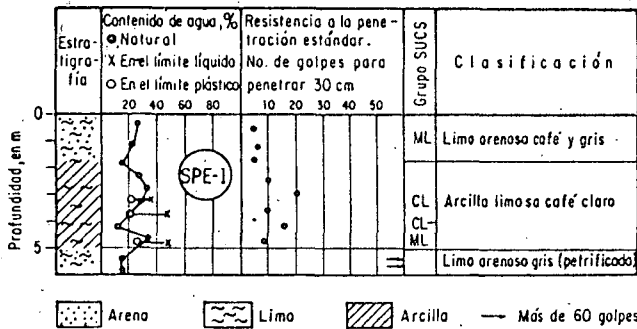 Estra-
tigra-
fía
Contenido de agua,%
Natural
X En el límite líquido
O En el límite plástico
20 40 60 80
Resistencia a la pene-
tración estándar.
No. de golpes para
penetrar 30 cm
10 20 30 50
Grupo SUCS
Clasificación
Profundidad, en m
0
5
SPE-1
ML
Limo arenoso café y gris
CL
Arcilla limosa café claro
CL-
ML
Limo arenoso gris (petrificado)
Arena
Limo
Arcilla
Más de 60 golpes